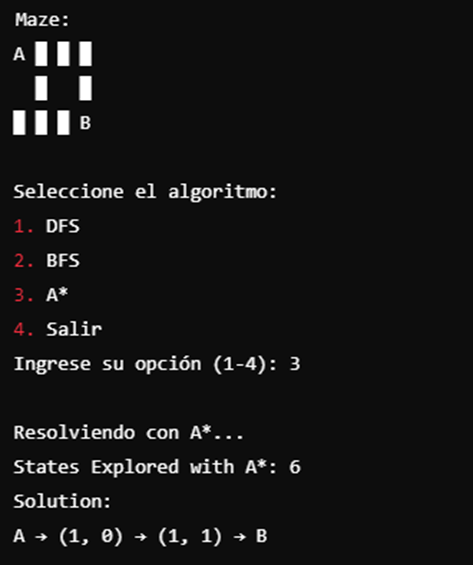 Maze:
A █ █ █
  █   █
█ █ █ B
Seleccione el algoritmo:
1. DFS
2. BFS
3. A*
4. Salir
Ingrese su opción (1-4): 3
Resolviendo con A*...
States Explored with A*: 6
Solution:
A → (1, 0) → (1, 1) → B